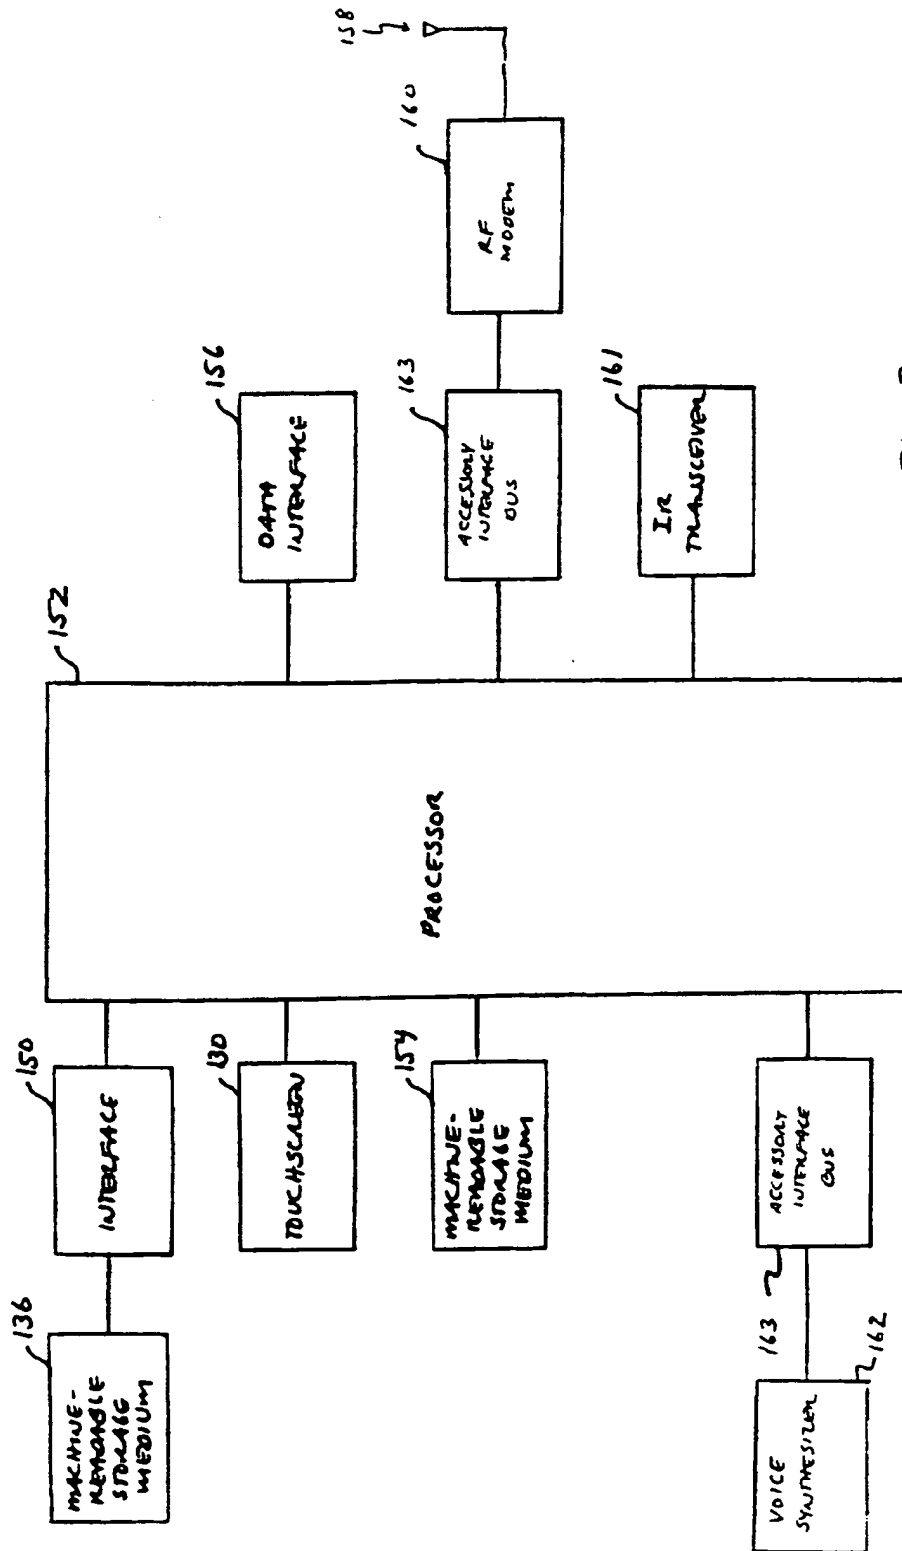 136
MACHINE-
READABLE
STORAGE
MEDIUM
150
INTERFACE
130
TOUCHSCREEN
154
MACHINE-
READABLE
STORAGE
MEDIUM
163
ACCESSORY
INTERFACE
BUS
162
VOICE
SYNTHESIZER
152
PROCESSOR
156
DATA
INTERFACE
163
ACCESSORY
INTERFACE
BUS
160
RF
MODEM
158
161
IR
TRANSCEIVER